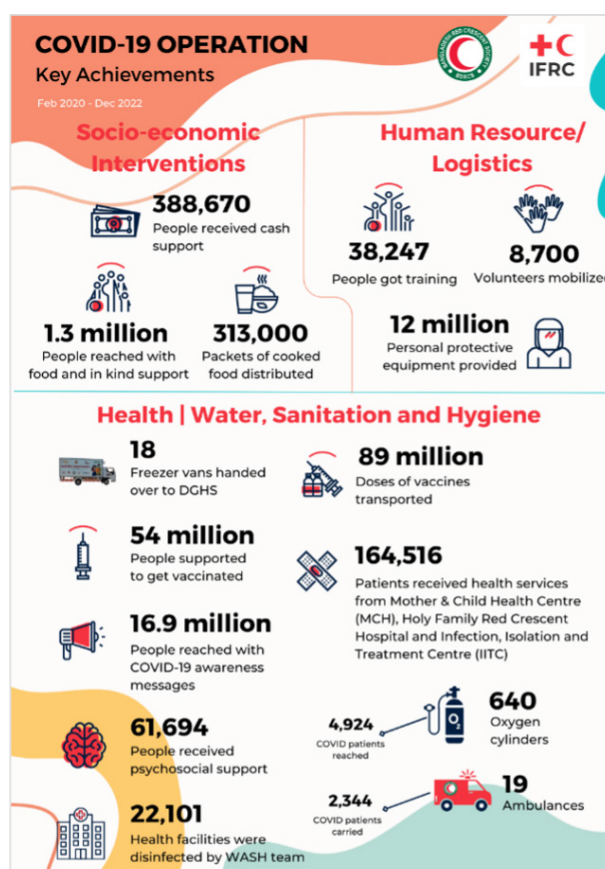 COVID-19 OPERATION
Key Achievements
Feb 2020 - Dec 2022
BANGLADESH RED CRESCENT SOCIETY
BDRCS
IFRC
Socio-economic
Interventions
388,670
People received cash
support
1.3 million
People reached with
food and in kind support
313,000
Packets of cooked
food distributed
Human Resource/
Logistics
38,247
People got training
8,700
Volunteers mobilized
12 million
Personal protective
equipment provided
Health | Water, Sanitation and Hygiene
18
Freezer vans handed
over to DGHS
89 million
Doses of vaccines
transported
54 million
People supported
to get vaccinated
164,516
Patients received health services
from Mother & Child Health Centre
(MCH), Holy Family Red Crescent
Hospital and Infection, Isolation and
Treatment Centre (IITC)
16.9 million
People reached with
COVID-19 awareness
messages
61,694
People received
psychosocial support
4,924
COVID patients
reached
O2
640
Oxygen
cylinders
22,101
Health facilities were
disinfected by WASH team
2,344
COVID patients
carried
19
Ambulances